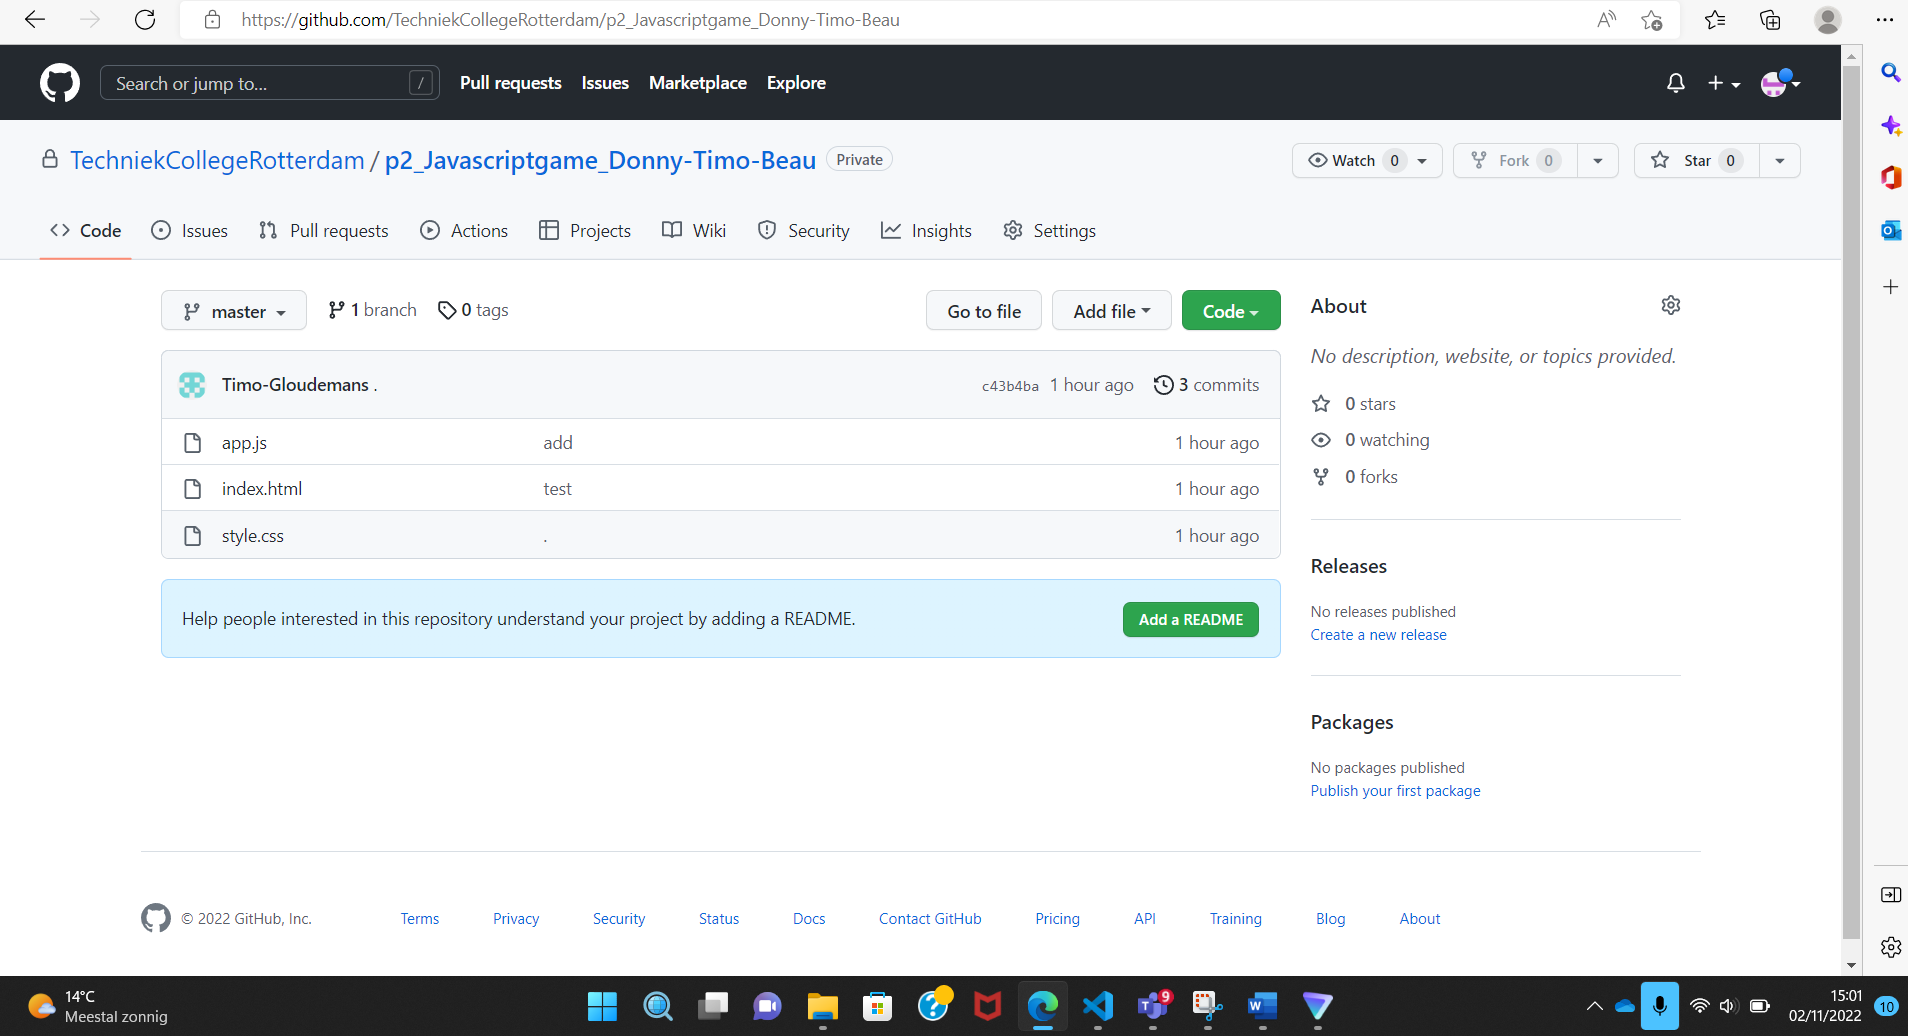 https://github.com/TechniekCollegeRotterdam/p2_Javascriptgame_Donny-Timo-Beau
Search or jump to... /
Pull requests Issues Marketplace Explore
TechniekCollegeRotterdam / p2_Javascriptgame_Donny-Timo-Beau Private
Watch 0 Fork 0 Star 0
Code Issues Pull requests Actions Projects Wiki Security Insights Settings
master 1 branch 0 tags Go to file Add file Code
Timo-Gloudemans . c43b4ba 1 hour ago 3 commits
app.js add 1 hour ago
index.html test 1 hour ago
style.css . 1 hour ago
Help people interested in this repository understand your project by adding a README. Add a README
About
No description, website, or topics provided.
0 stars
0 watching
0 forks
Releases
No releases published
Create a new release
Packages
No packages published
Publish your first package
© 2022 GitHub, Inc. Terms Privacy Security Status Docs Contact GitHub Pricing API Training Blog About
14°C
Meestal zonnig
9
15:01
02/11/2022
10